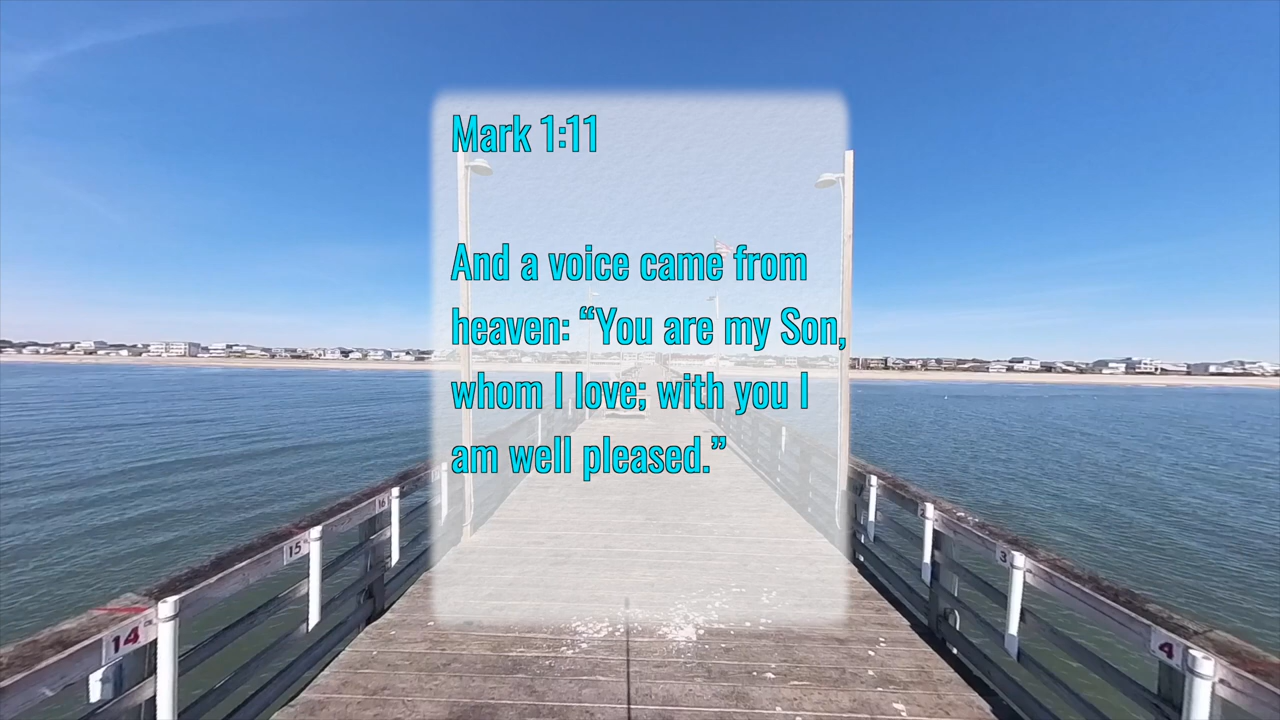 Mark 1:11
And a voice came from
heaven: “You are my Son,
whom I love; with you I
am well pleased.”
16
15
14
2
3
4